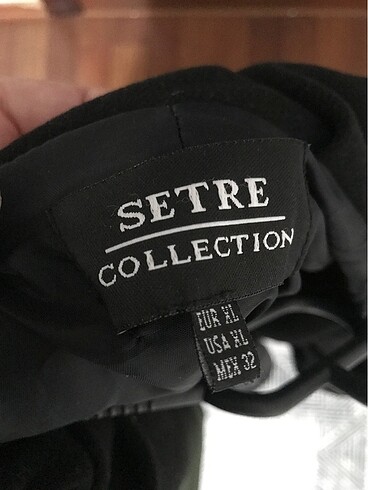 SETRE
COLLECTION
EUR XL
USA XL
MEX 32